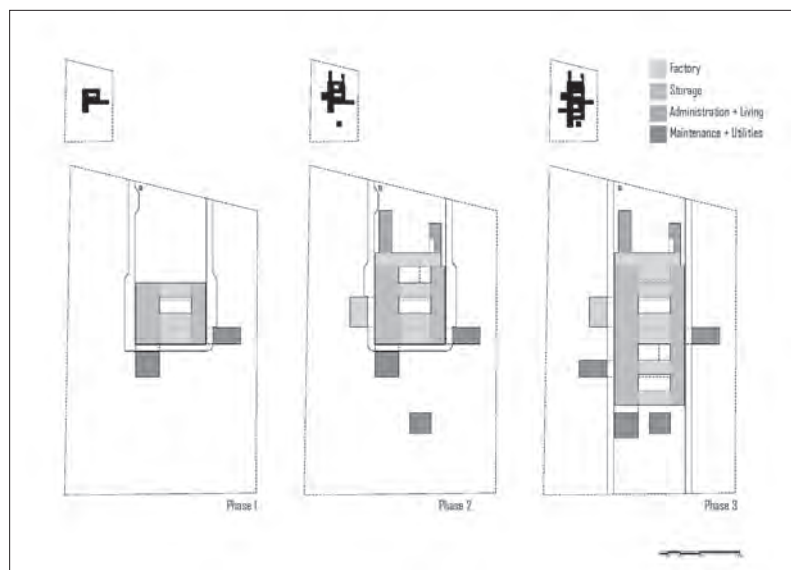 Factory
Storage
Administration + Living
Maintenance + Utilities
Phase 1
Phase 2
Phase 3